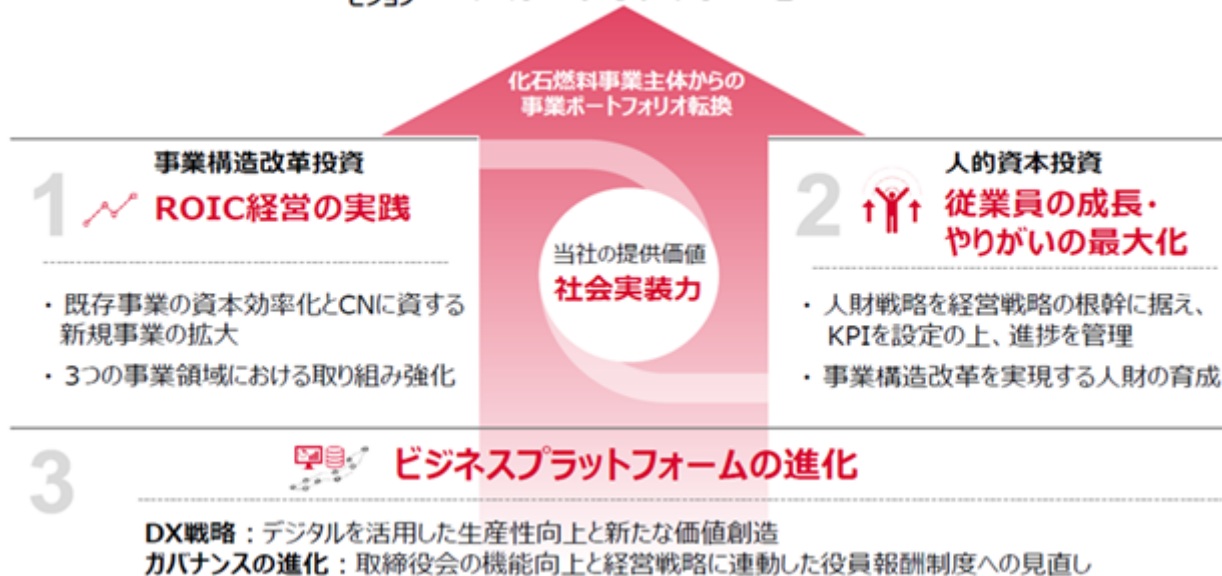 ビジョン
化石燃料事業主体からの
事業ポートフォリオ転換
1
事業構造改革投資
ROIC経営の実践
・既存事業の資本効率化とCNに資する
新規事業の拡大
・3つの事業領域における取り組み強化
当社の提供価値
社会実装力
2
人的資本投資
従業員の成長・
やりがいの最大化
・人財戦略を経営戦略の根幹に据え、
KPIを設定の上、進捗を管理
・事業構造改革を実現する人財の育成
3
ビジネスプラットフォームの進化
DX戦略：デジタルを活用した生産性向上と新たな価値創造
ガバナンスの進化：取締役会の機能向上と経営戦略に連動した役員報酬制度への見直し